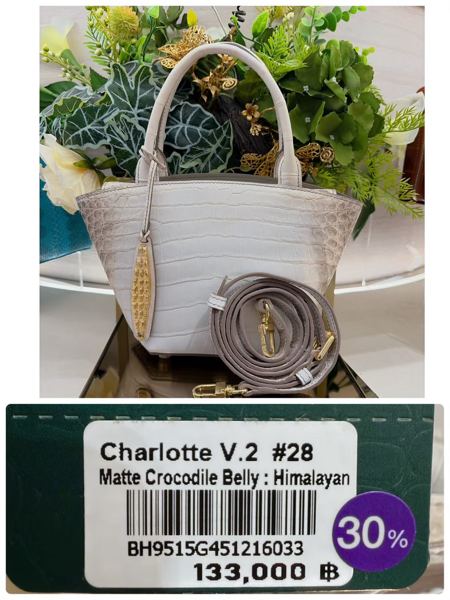 Charlotte V.2 #28
Matte Crocodile Belly : Himalayan
BH9515G451216033
133,000 ฿
30%